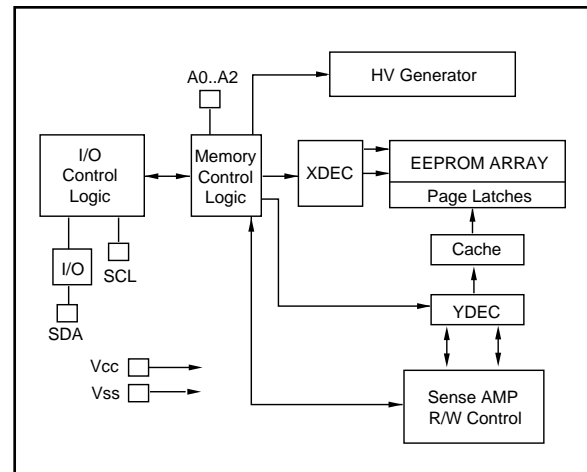 A0..A2
HV Generator
I/O
Control
Logic
Memory
Control
Logic
XDEC
EEPROM ARRAY
Page Latches
Cache
I/O
SCL
SDA
YDEC
Vcc
Vss
Sense AMP
R/W Control